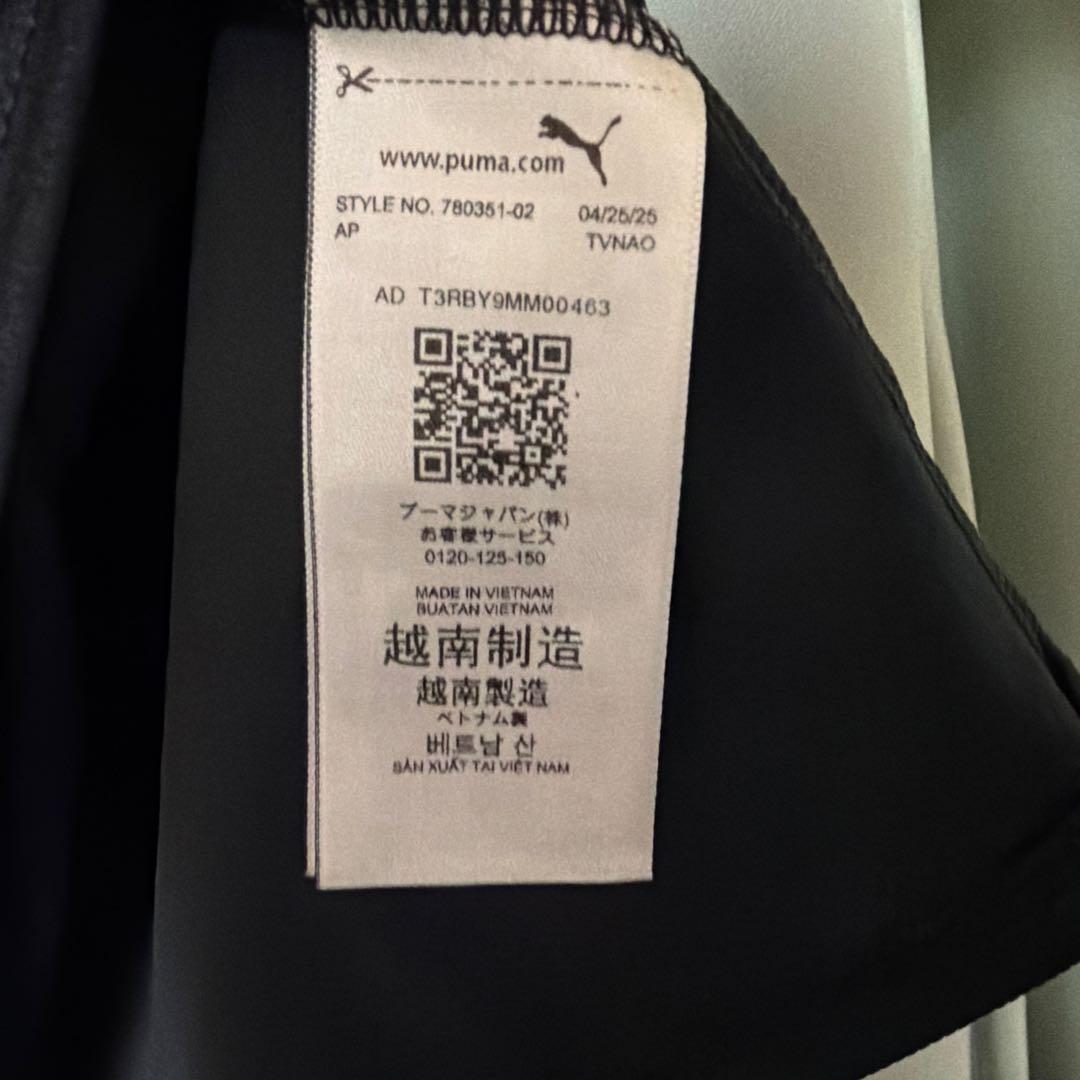 www.puma.com
STYLE NO. 780351-02 04/25/25
AP TVNAO
AD T3RBY9MM00463
プーマジャパン(株)
お客様サービス
0120-125-150
MADE IN VIETNAM
BUATAN VIETNAM
越南制造
越南製造
ベトナム製
베트남 산
SẢN XUẤT TẠI VIỆT NAM